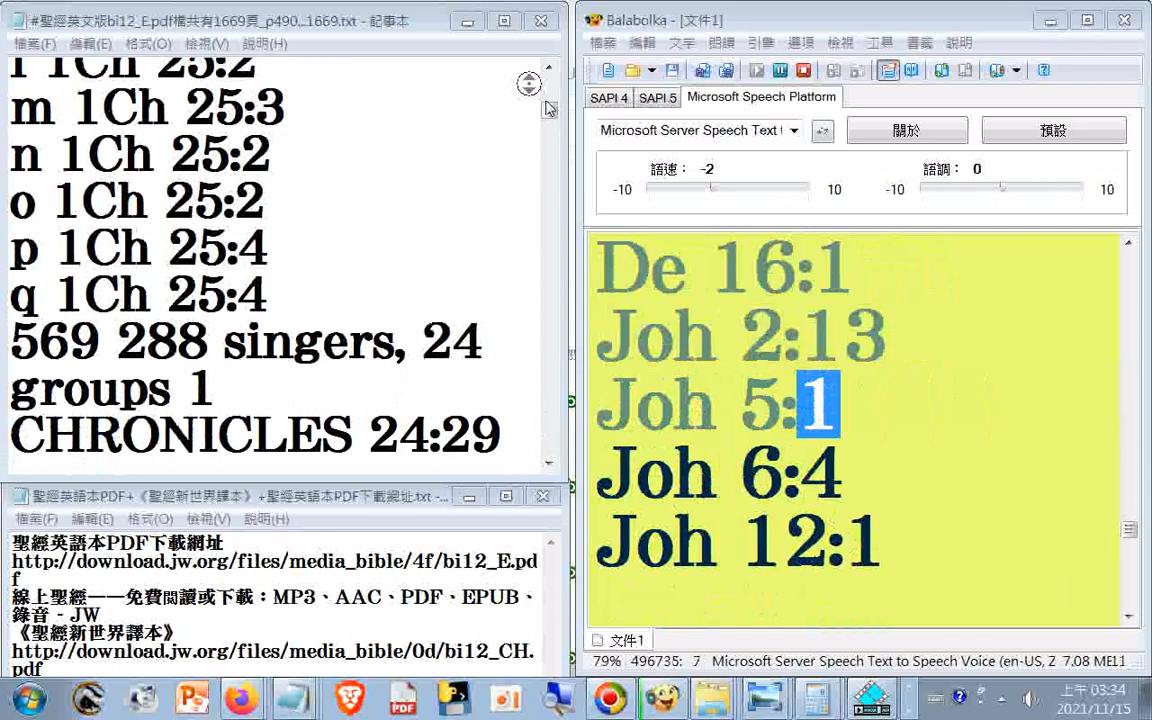 #聖經英文版bi12_E.pdf檔共有1669頁_p490,..1669.txt - 記事本
檔案(F) 編輯(E) 格式(O) 檢視(V) 說明(H)
l 1Ch 25:2
m 1Ch 25:3
n 1Ch 25:2
o 1Ch 25:2
p 1Ch 25:4
q 1Ch 25:4
569 288 singers, 24
groups 1
CHRONICLES 24:29
聖經英語本PDF+《聖經新世界譯本》+聖經英語本PDF下載網址.txt -...
檔案(F) 編輯(E) 格式(O) 檢視(V) 說明(H)
聖經英語本PDF下載網址
http://download.jw.org/files/media_bible/4f/bi12_E.pd
f
線上聖經——免費閱讀或下載：MP3、AAC、PDF、EPUB、
錄音 - JW
《聖經新世界譯本》
http://download.jw.org/files/media_bible/0d/bi12_CH.
pdf
Balabolka - [文件1]
檔案 編輯 文字 朗讀 引擎 選項 檢視 工具 書籤 說明
SAPI 4 SAPI 5 Microsoft Speech Platform
Microsoft Server Speech Text 關於 預設
語速： -2 語調： 0
-10 10 -10 10
De 16:1
Joh 2:13
Joh 5:1
Joh 6:4
Joh 12:1
文件1
79% 496735: 7 Microsoft Server Speech Text to Speech Voice (en-US, Z 7.08 ME11
上午 03:34
2021/11/15